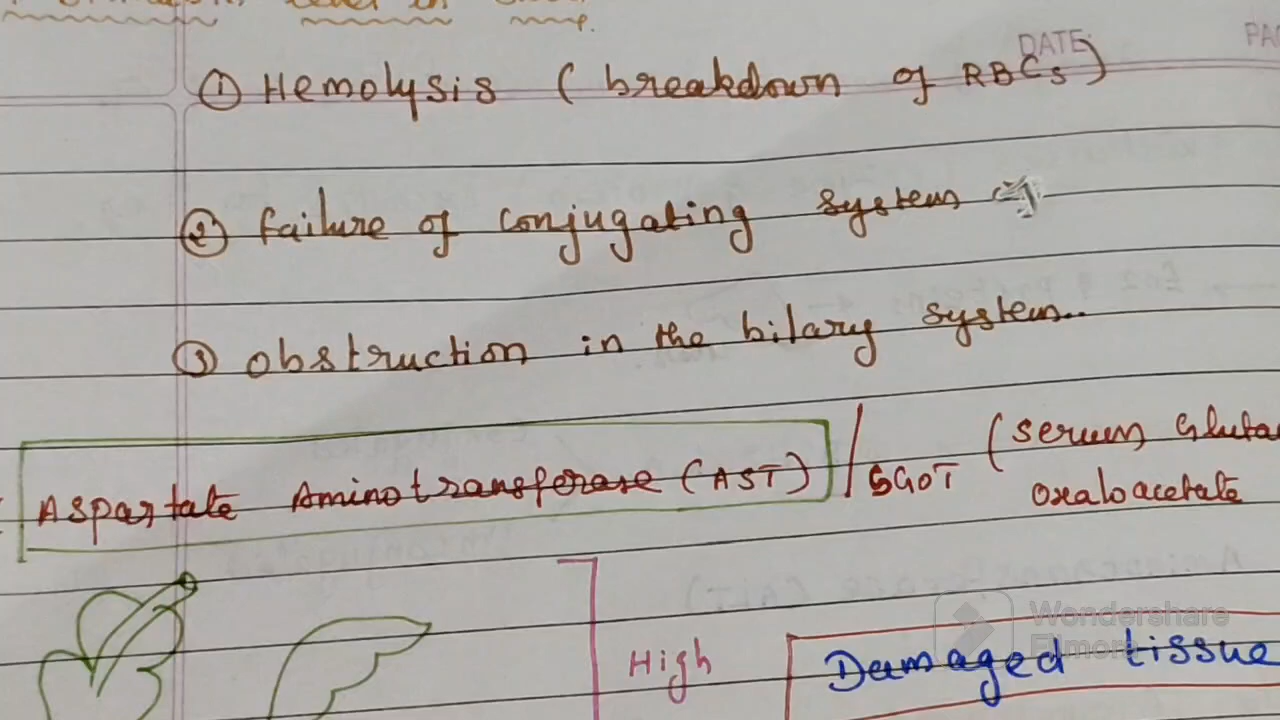 DATE:
① Hemolysis ( breakdown of RBCs )
② failure of conjugating system
③ obstruction in the bilary system..
Aspartate Aminotransferase (AST) / SGOT (serum
oxaloacetate
High Damaged tissue
Wondershare
Filmora